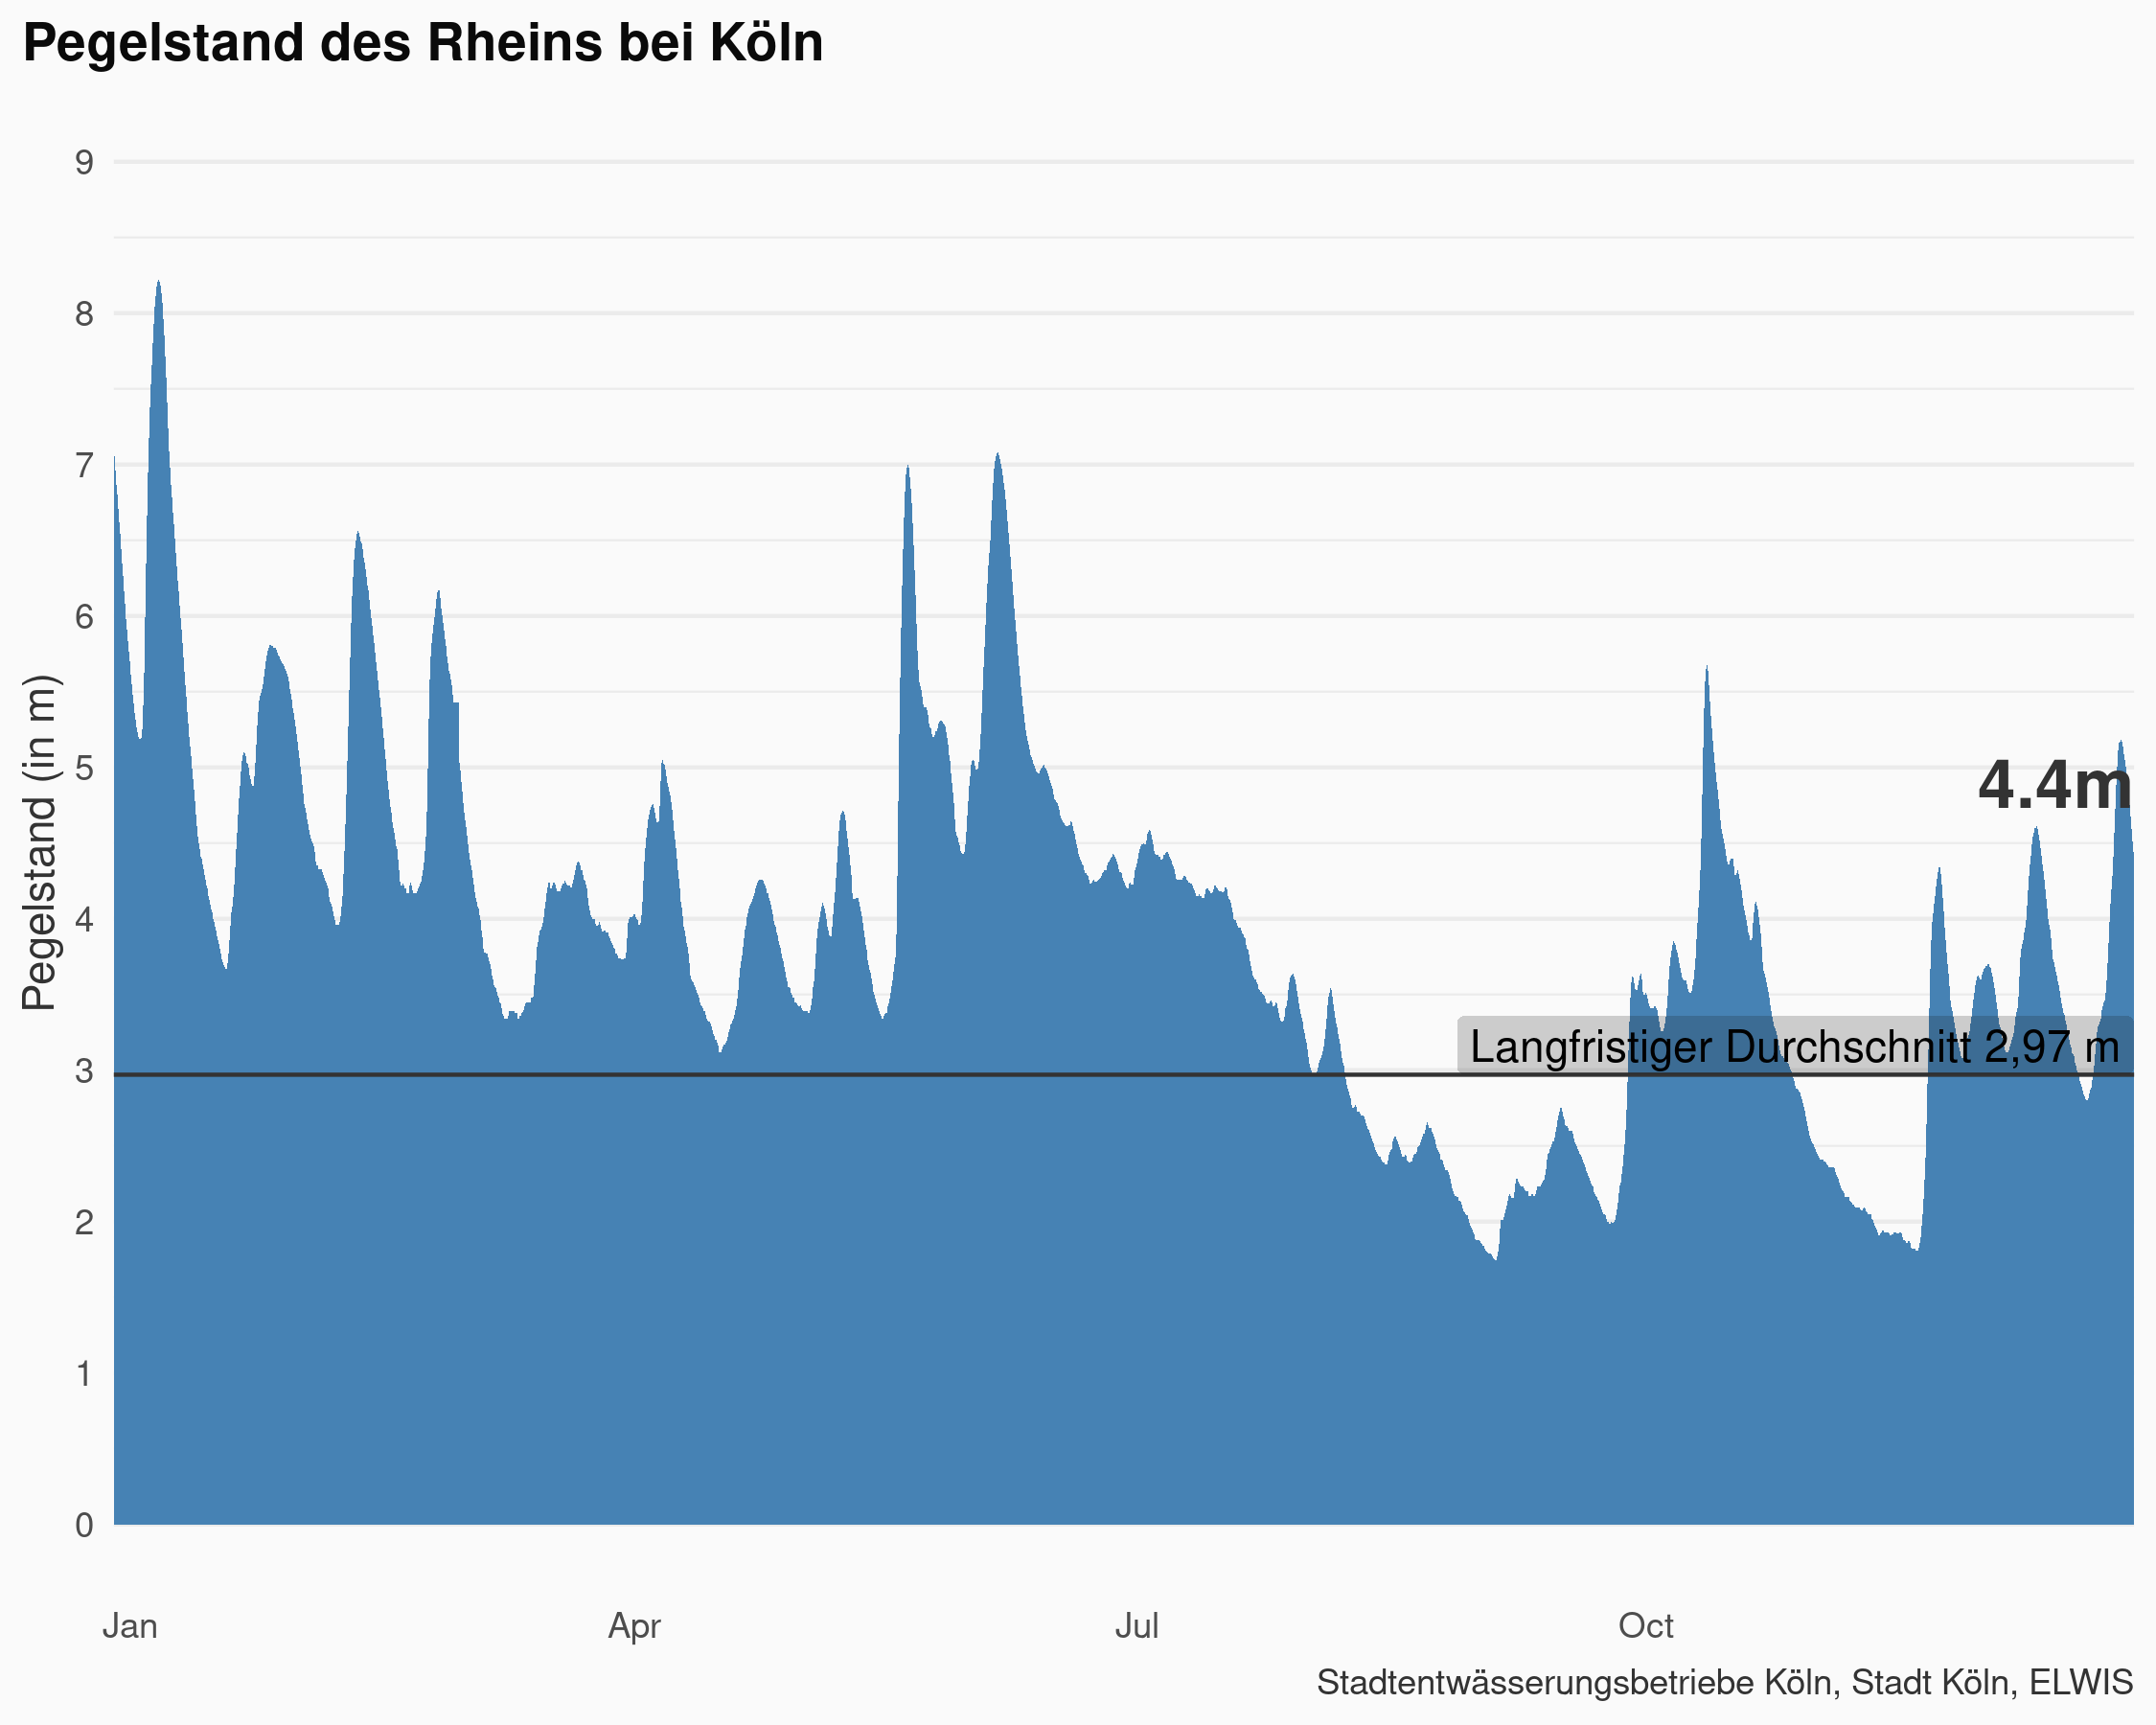 Pegelstand des Rheins bei Köln
Pegelstand (in m)
9
8
7
6
5
4
3
2
1
0
4.4m
Langfristiger Durchschnitt 2,97 m
Jan Apr Jul Oct
Stadtentwässerungsbetriebe Köln, Stadt Köln, ELWIS